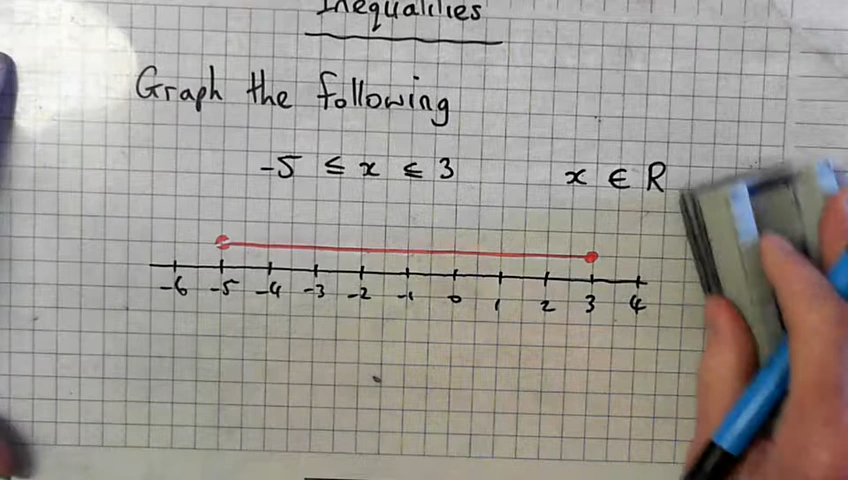 Inequalities
Graph the following
-5 ≤ x ≤ 3 x ∈ R
-6 -5 -4 -3 -2 -1 0 1 2 3 4